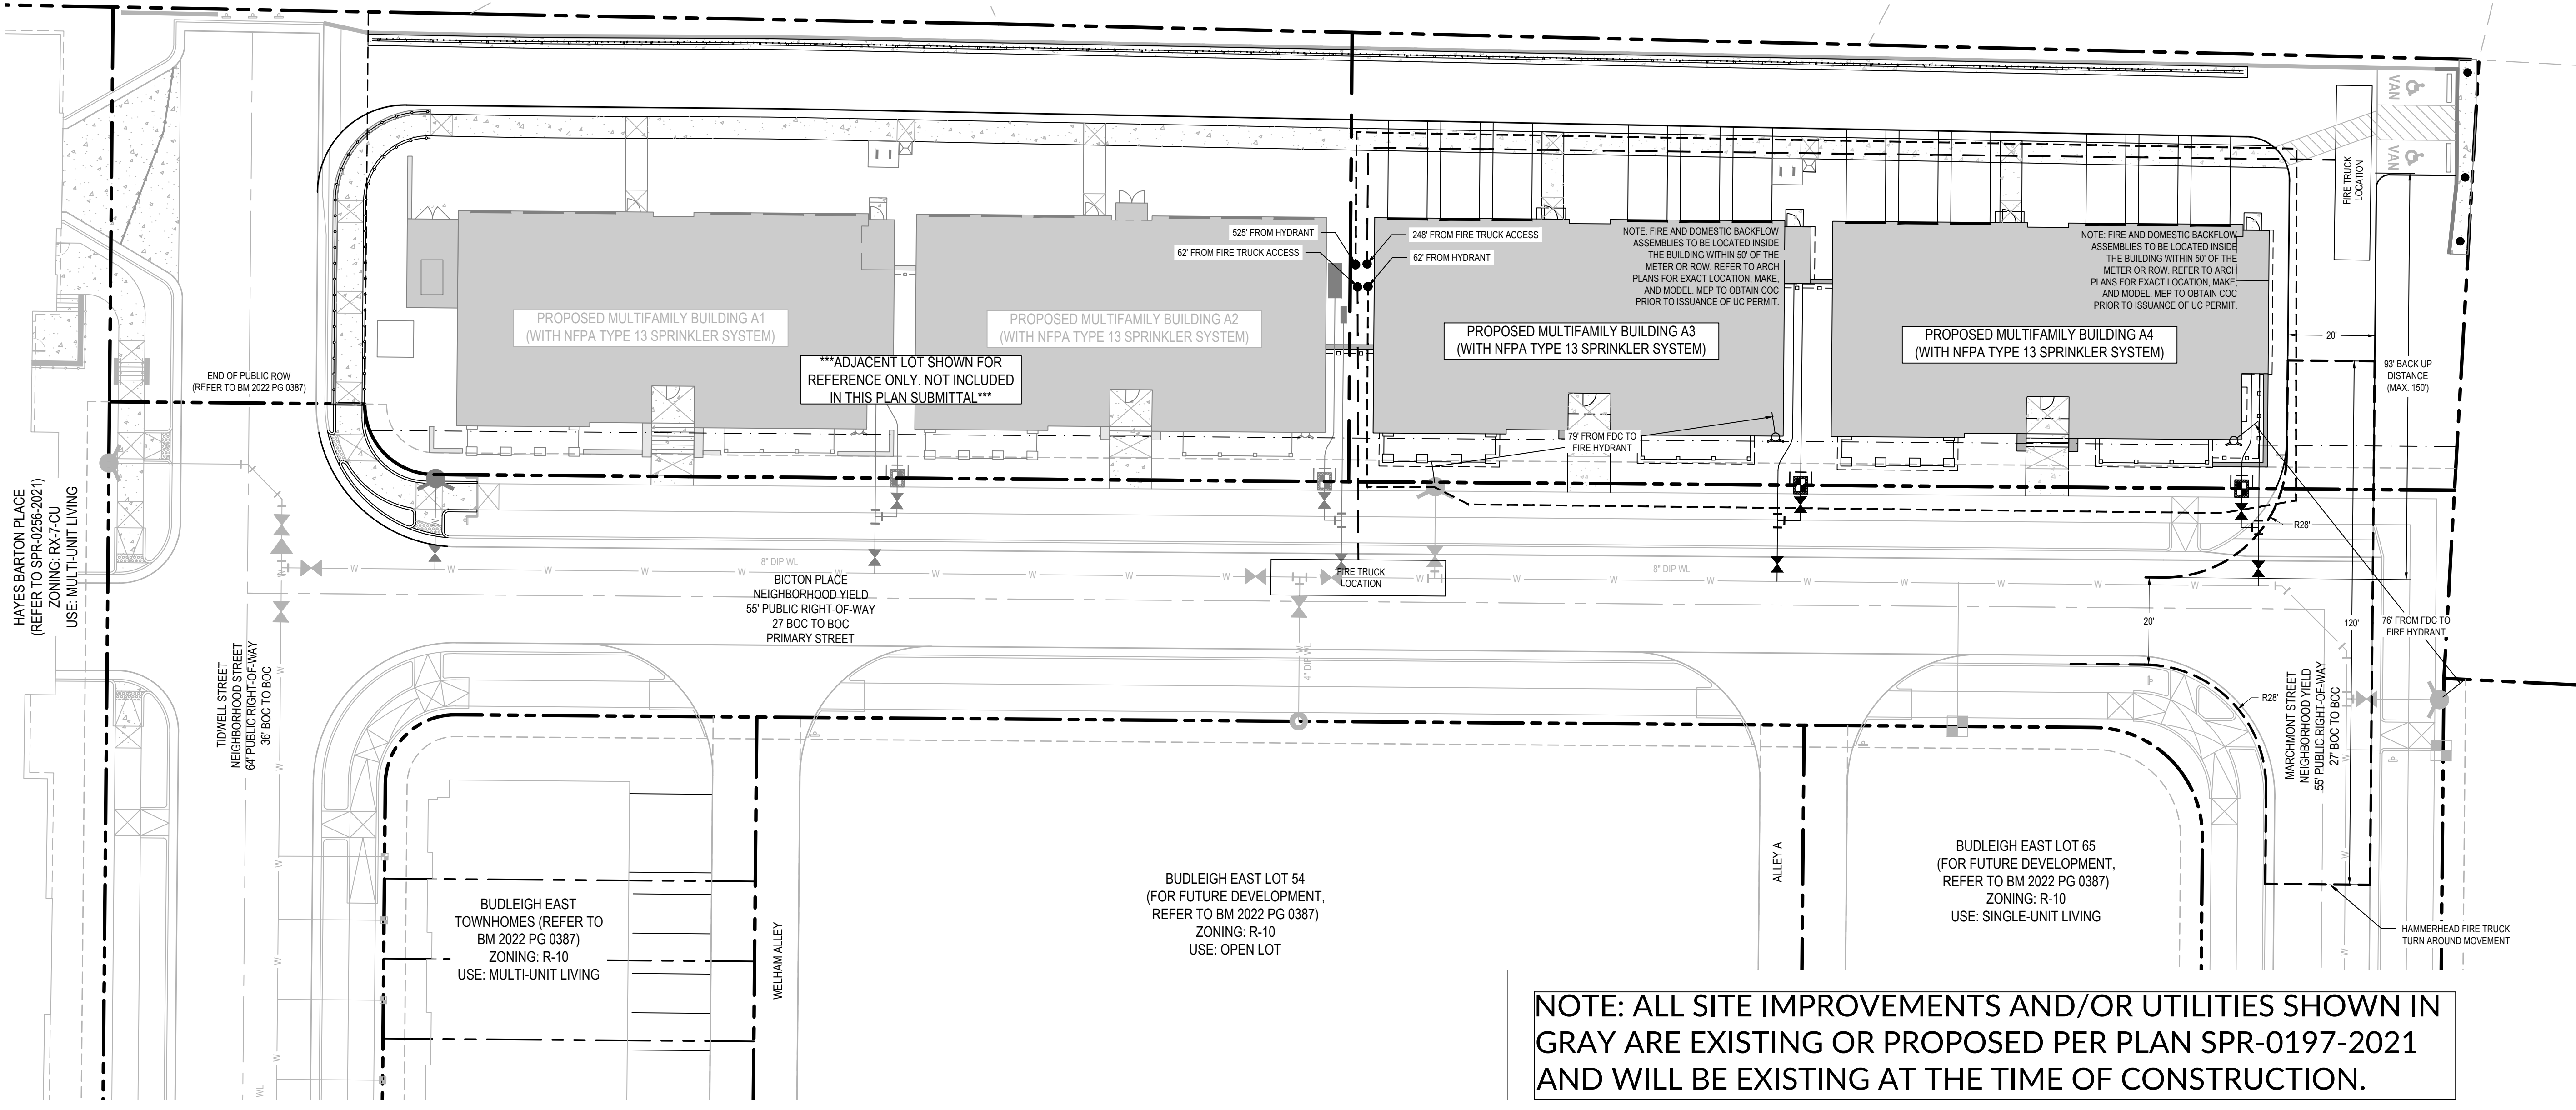 VAN
VAN
FIRE TRUCK
LOCATION
525' FROM HYDRANT
62' FROM FIRE TRUCK ACCESS
248' FROM FIRE TRUCK ACCESS
62' FROM HYDRANT
NOTE: FIRE AND DOMESTIC BACKFLOW
ASSEMBLIES TO BE LOCATED INSIDE
THE BUILDING WITHIN 50' OF THE
METER OR ROW. REFER TO ARCH
PLANS FOR EXACT LOCATION, MAKE,
AND MODEL. MEP TO OBTAIN COC
PRIOR TO ISSUANCE OF UC PERMIT.
NOTE: FIRE AND DOMESTIC BACKFLOW
ASSEMBLIES TO BE LOCATED INSIDE
THE BUILDING WITHIN 50' OF THE
METER OR ROW. REFER TO ARCH
PLANS FOR EXACT LOCATION, MAKE,
AND MODEL. MEP TO OBTAIN COC
PRIOR TO ISSUANCE OF UC PERMIT.
PROPOSED MULTIFAMILY BUILDING A1
(WITH NFPA TYPE 13 SPRINKLER SYSTEM)
PROPOSED MULTIFAMILY BUILDING A2
(WITH NFPA TYPE 13 SPRINKLER SYSTEM)
PROPOSED MULTIFAMILY BUILDING A3
(WITH NFPA TYPE 13 SPRINKLER SYSTEM)
PROPOSED MULTIFAMILY BUILDING A4
(WITH NFPA TYPE 13 SPRINKLER SYSTEM)
***ADJACENT LOT SHOWN FOR
REFERENCE ONLY. NOT INCLUDED
IN THIS PLAN SUBMITTAL***
END OF PUBLIC ROW
(REFER TO BM 2022 PG 0387)
20'
93' BACK UP
DISTANCE
(MAX. 150')
79' FROM FDC TO
FIRE HYDRANT
R28'
HAYES BARTON PLACE
(REFER TO SPR-0256-2021)
ZONING: RX-7-CU
USE: MULTI-UNIT LIVING
8" DIP WL
8" DIP WL
FIRE TRUCK
LOCATION
BICTON PLACE
NEIGHBORHOOD YIELD
55' PUBLIC RIGHT-OF-WAY
27 BOC TO BOC
PRIMARY STREET
20'
120'
76' FROM FDC TO
FIRE HYDRANT
4" DIP WL
TIDWELL STREET
NEIGHBORHOOD STREET
64' PUBLIC RIGHT-OF-WAY
36' BOC TO BOC
R28'
MARCHMONT STREET
NEIGHBORHOOD YIELD
55' PUBLIC RIGHT-OF-WAY
27' BOC TO BOC
BUDLEIGH EAST
TOWNHOMES (REFER TO
BM 2022 PG 0387)
ZONING: R-10
USE: MULTI-UNIT LIVING
WELHAM ALLEY
BUDLEIGH EAST LOT 54
(FOR FUTURE DEVELOPMENT,
REFER TO BM 2022 PG 0387)
ZONING: R-10
USE: OPEN LOT
ALLEY A
BUDLEIGH EAST LOT 65
(FOR FUTURE DEVELOPMENT,
REFER TO BM 2022 PG 0387)
ZONING: R-10
USE: SINGLE-UNIT LIVING
HAMMERHEAD FIRE TRUCK
TURN AROUND MOVEMENT
WL
NOTE: ALL SITE IMPROVEMENTS AND/OR UTILITIES SHOWN IN
GRAY ARE EXISTING OR PROPOSED PER PLAN SPR-0197-2021
AND WILL BE EXISTING AT THE TIME OF CONSTRUCTION.